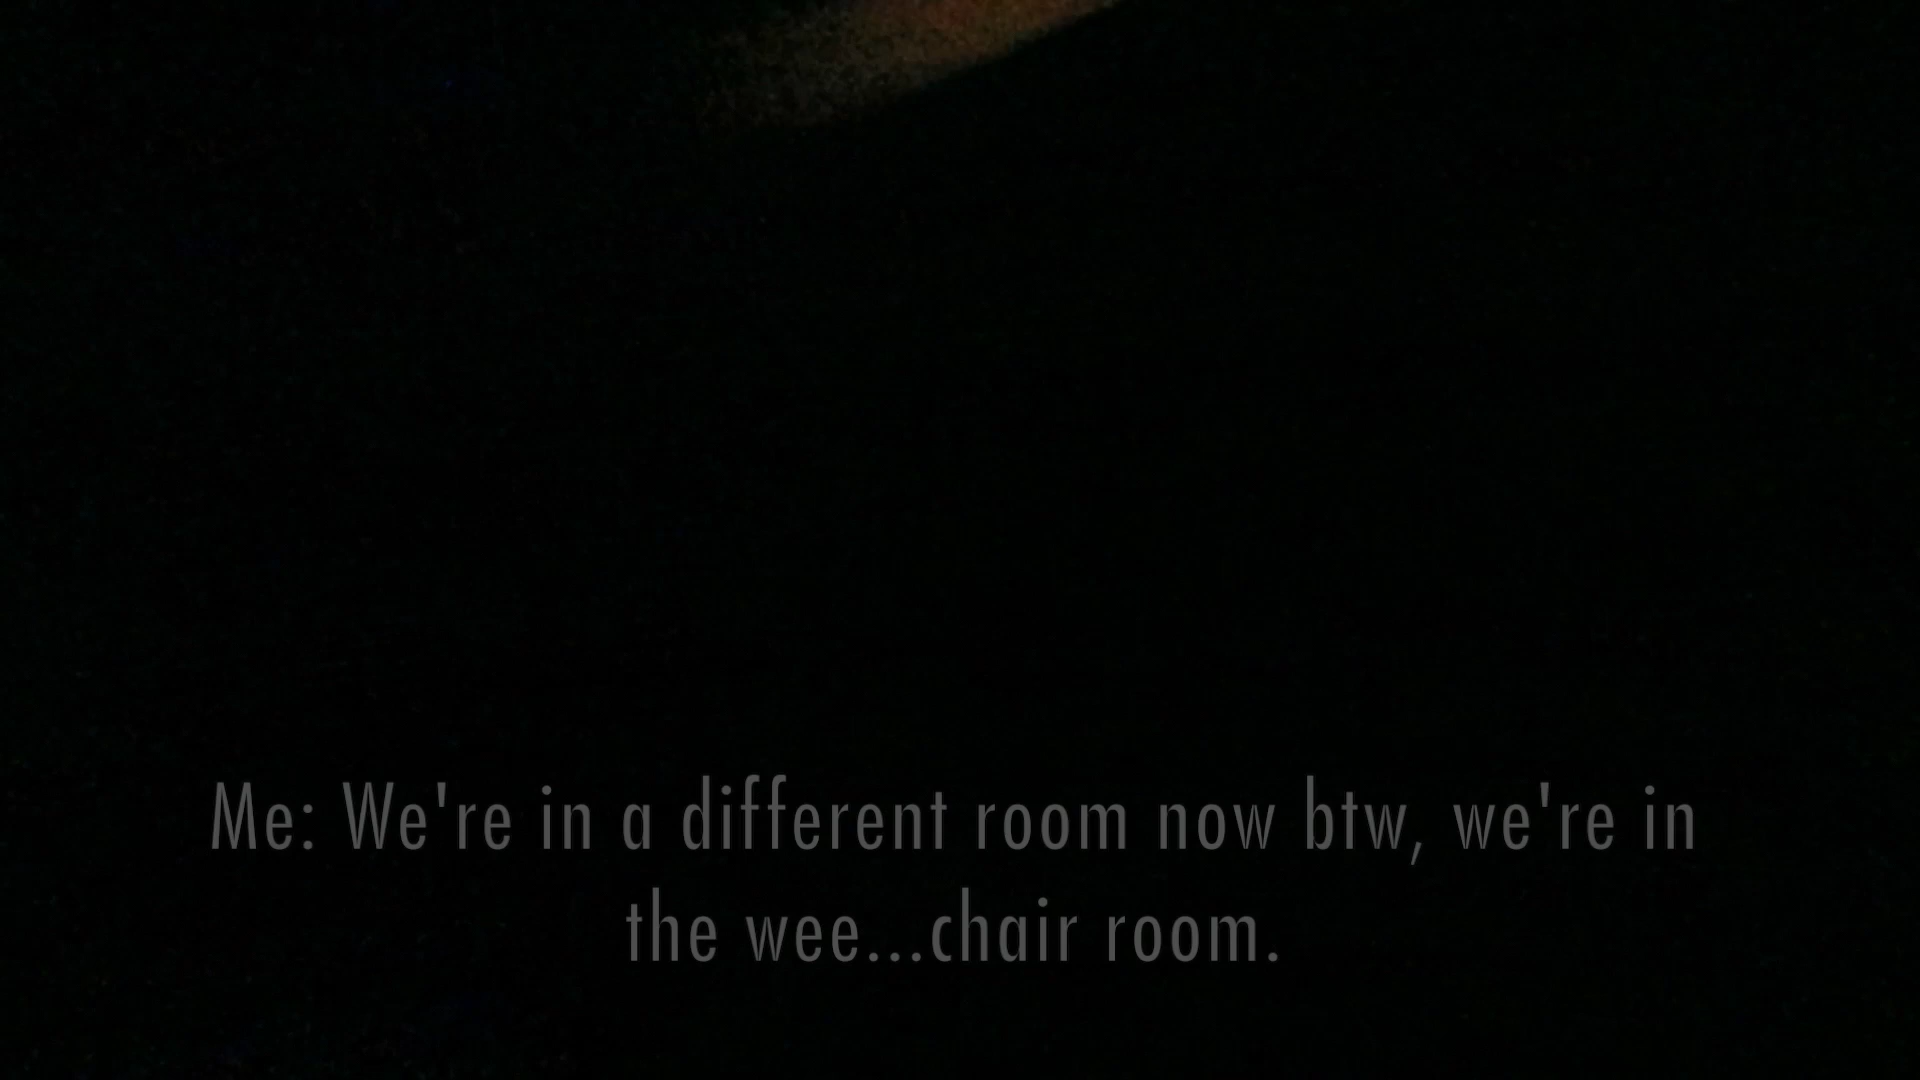 Me: We're in a different room now btw, we're in
the wee...chair room.